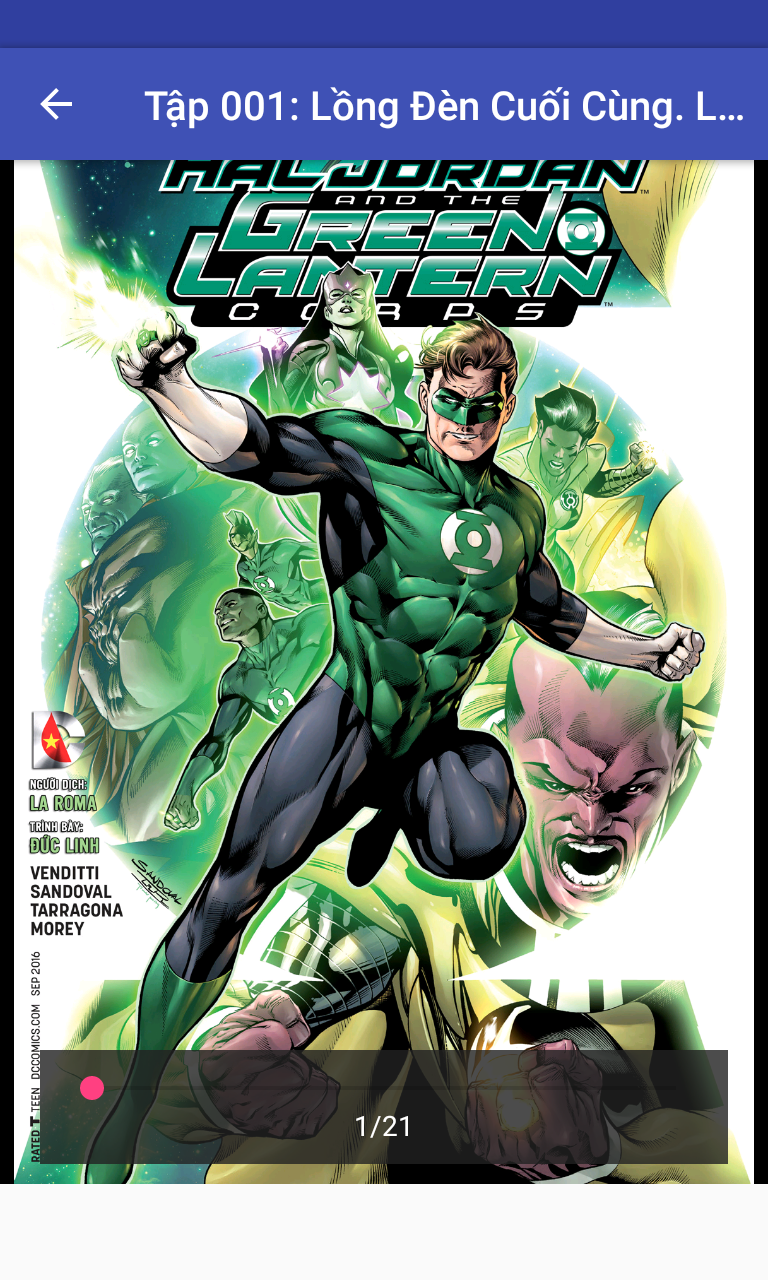 Tập 001: Lồng Đèn Cuối Cùng. L...
HAL JORDAN
AND THE
GREEN
LANTERN
CORPS
NGƯỜI DỊCH:
LA ROMA
TRÌNH BÀY:
ĐỨC LINH
VENDITTI
SANDOVAL
TARRAGONA
MOREY
SANDOVAL
RATED T TEEN DCCOMICS.COM SEP 2016
1/21